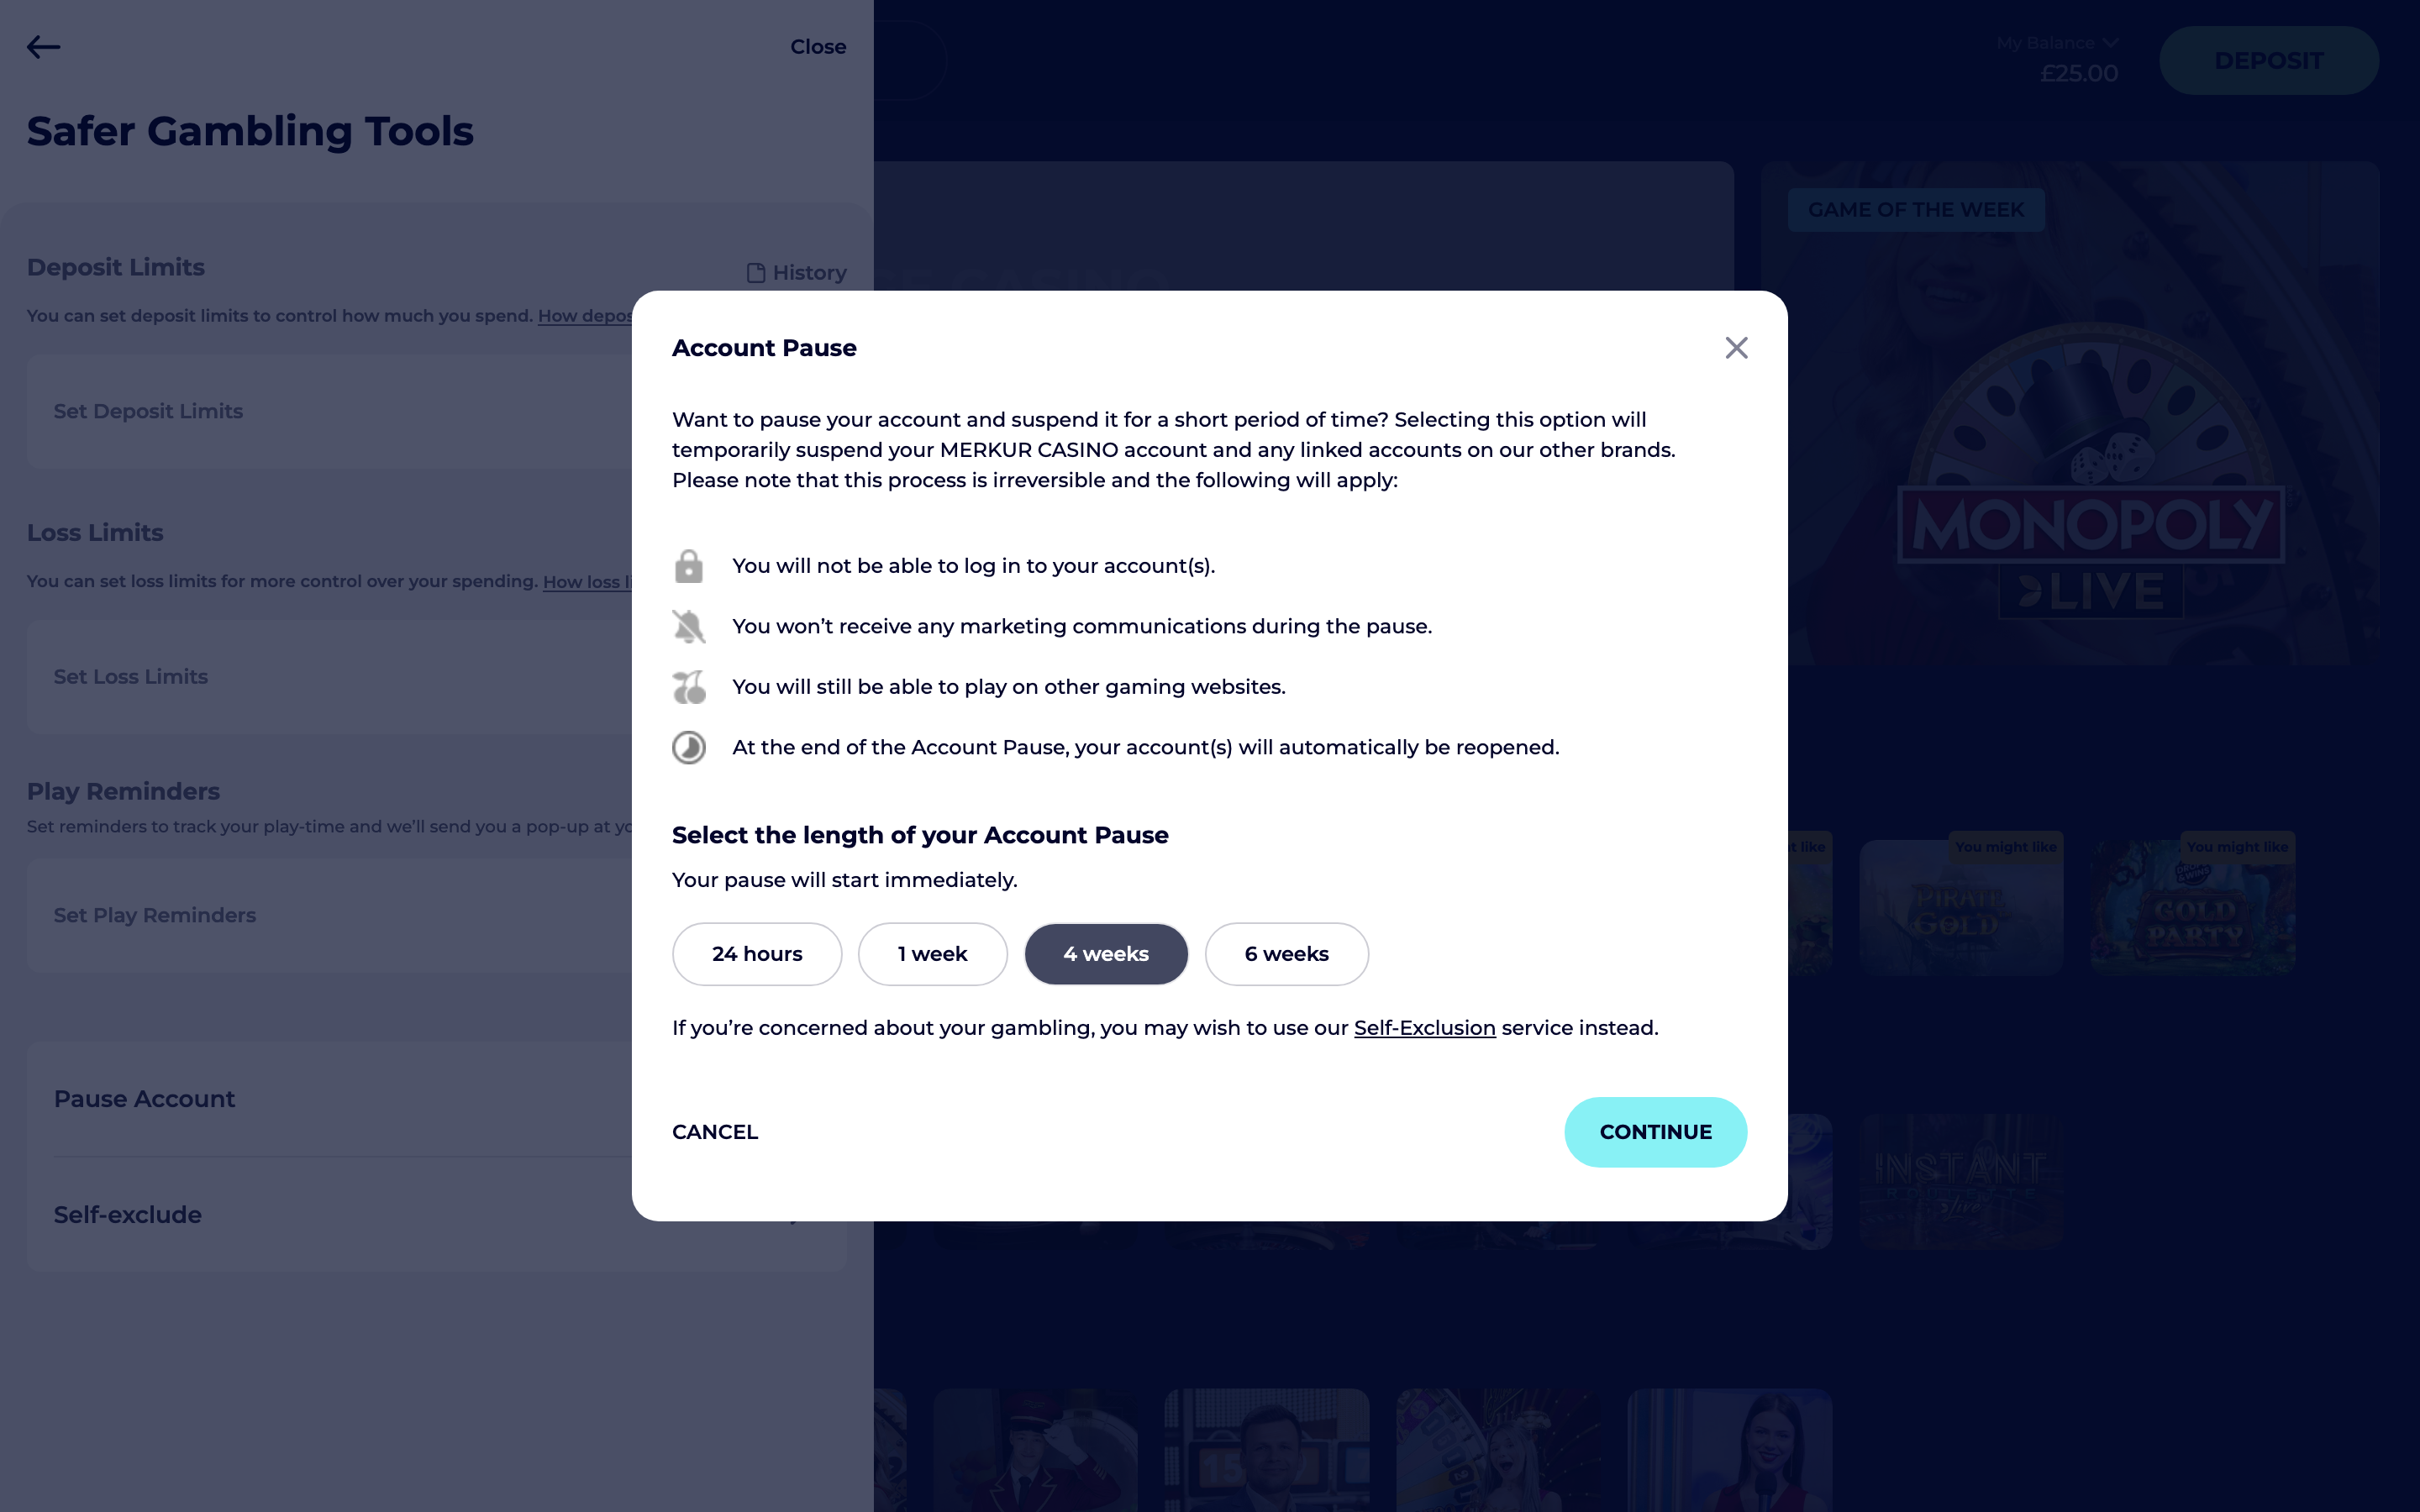 Close
My Balance
£25.00
DEPOSIT
Safer Gambling Tools
GAME OF THE WEEK
Deposit Limits
History
You can set deposit limits to control how much you spend. How depos
Set Deposit Limits
Loss Limits
You can set loss limits for more control over your spending. How loss li
Set Loss Limits
Play Reminders
Set reminders to track your play-time and we'll send you a pop-up at yo
Set Play Reminders
Pause Account
Self-exclude
Account Pause
Want to pause your account and suspend it for a short period of time? Selecting this option will
temporarily suspend your MERKUR CASINO account and any linked accounts on our other brands.
Please note that this process is irreversible and the following will apply:
You will not be able to log in to your account(s).
You won’t receive any marketing communications during the pause.
You will still be able to play on other gaming websites.
At the end of the Account Pause, your account(s) will automatically be reopened.
Select the length of your Account Pause
Your pause will start immediately.
24 hours
1 week
4 weeks
6 weeks
If you’re concerned about your gambling, you may wish to use our Self-Exclusion service instead.
CANCEL
CONTINUE
MONOPOLY
LIVE
like
You might like
You might like
PIRATE
GOLD
GOLD
PARTY
INSTANT
ROULETTE
live